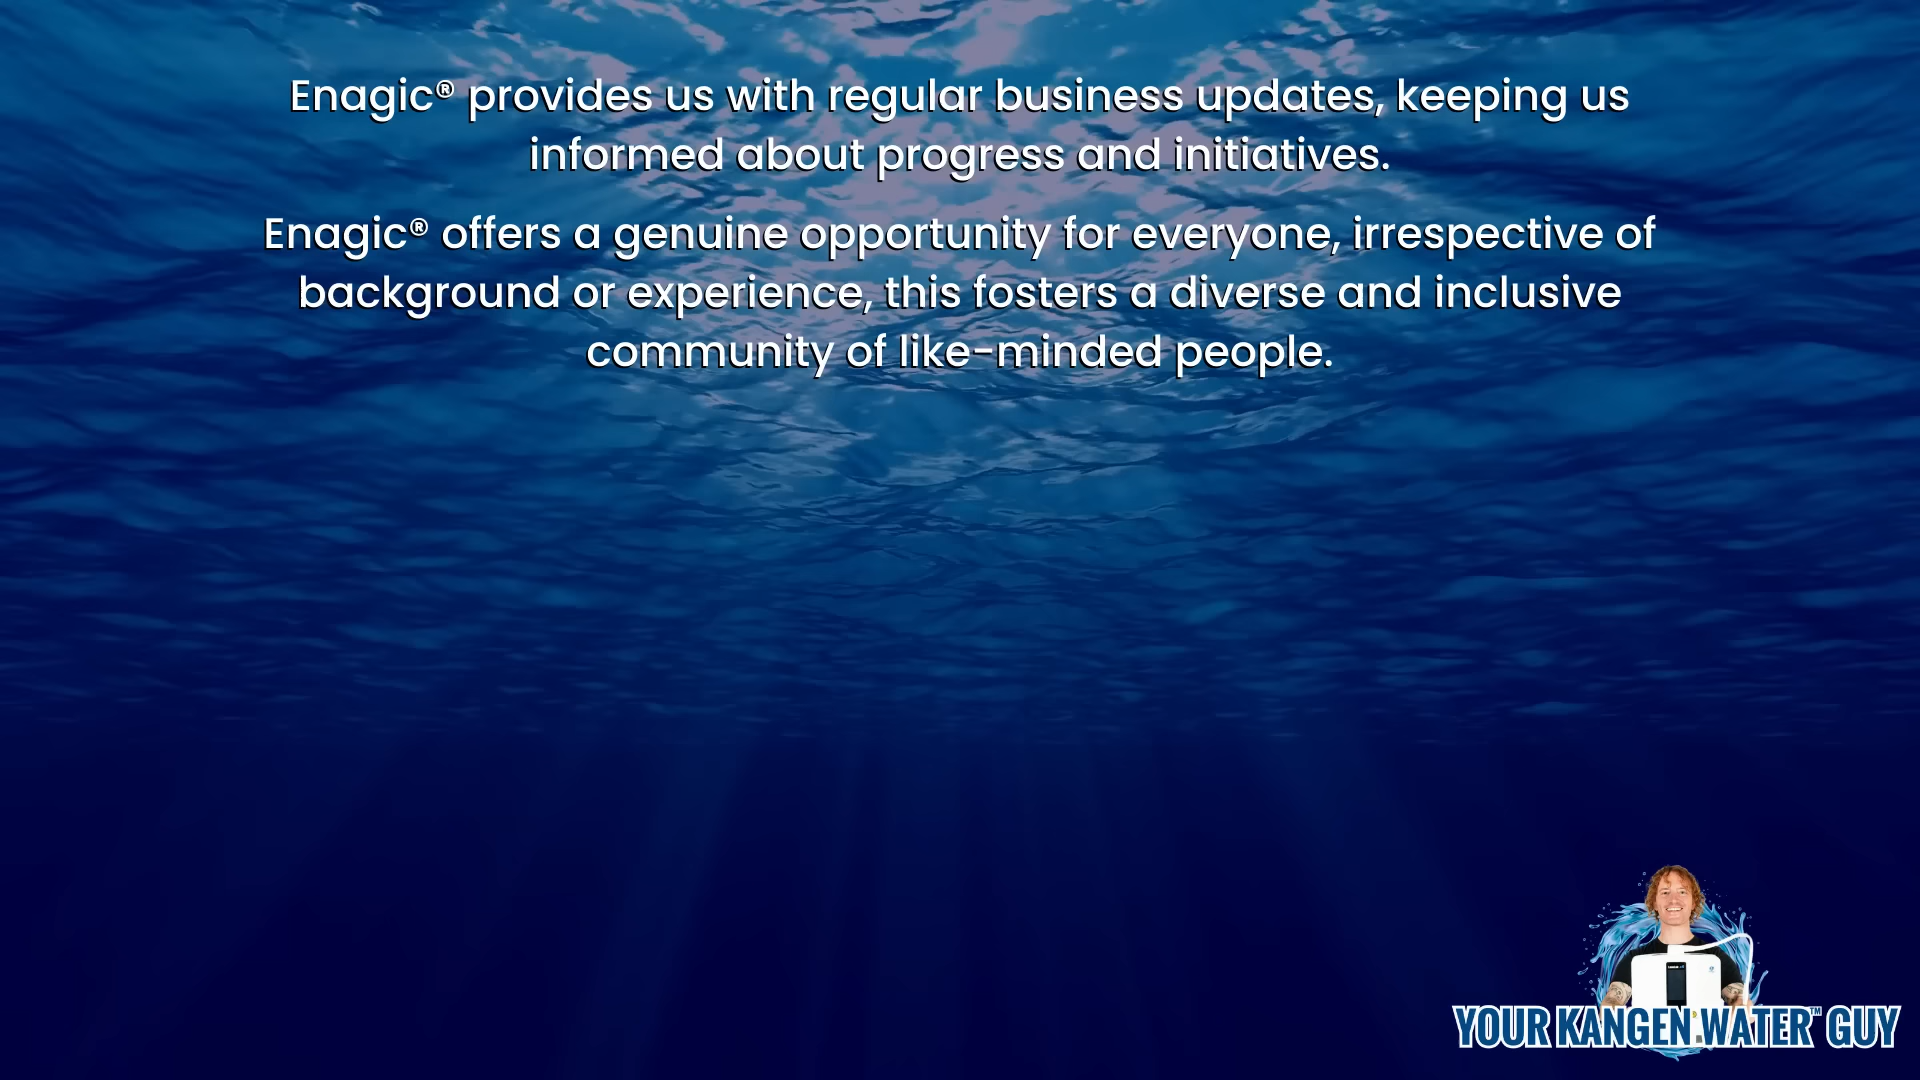 Enagic® provides us with regular business updates, keeping us
informed about progress and initiatives.
Enagic® offers a genuine opportunity for everyone, irrespective of
background or experience, this fosters a diverse and inclusive
community of like-minded people.
YOUR KANGEN WATER™ GUY